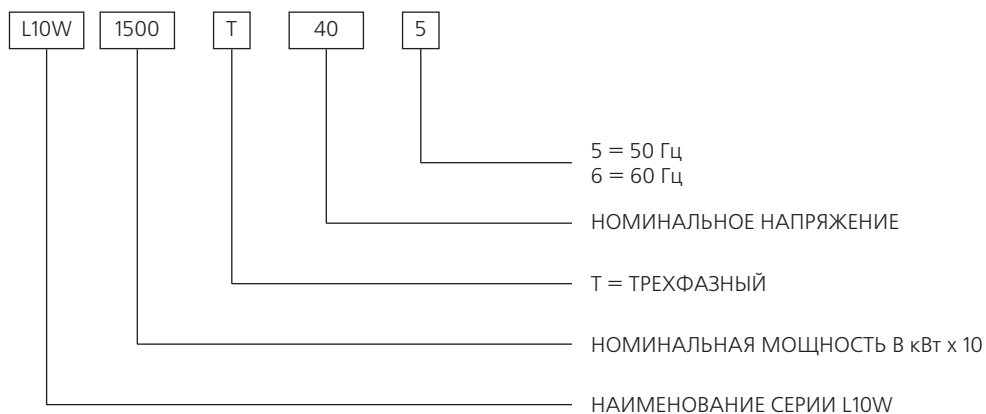 L10W 1500 T 40 5
5 = 50 Гц
6 = 60 Гц
НОМИНАЛЬНОЕ НАПРЯЖЕНИЕ
T = ТРЕХФАЗНЫЙ
НОМИНАЛЬНАЯ МОЩНОСТЬ В кВт x 10
НАИМЕНОВАНИЕ СЕРИИ L10W